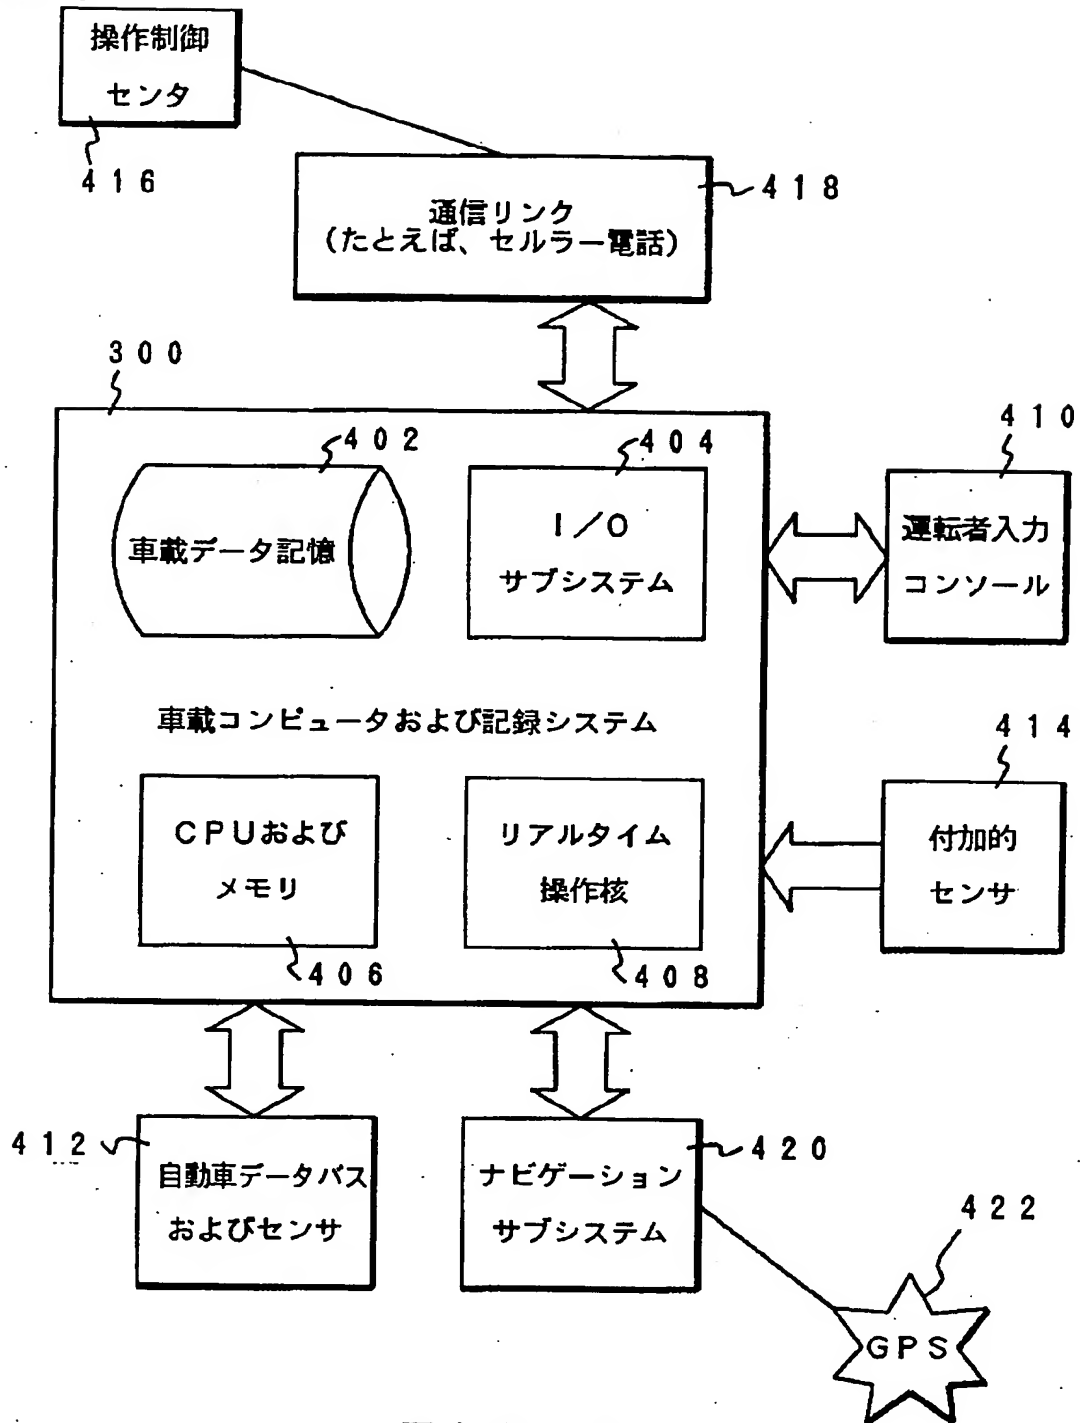 操作制御
センタ
416
通信リンク
（たとえば、セルラー電話）
418
300
402
404
410
車載データ記憶
I／O
サブシステム
運転者入力
コンソール
車載コンピュータおよび記録システム
414
CPUおよび
メモリ
リアルタイム
操作核
付加的
センサ
406
408
412
自動車データバス
およびセンサ
ナビゲーション
サブシステム
420
422
GPS